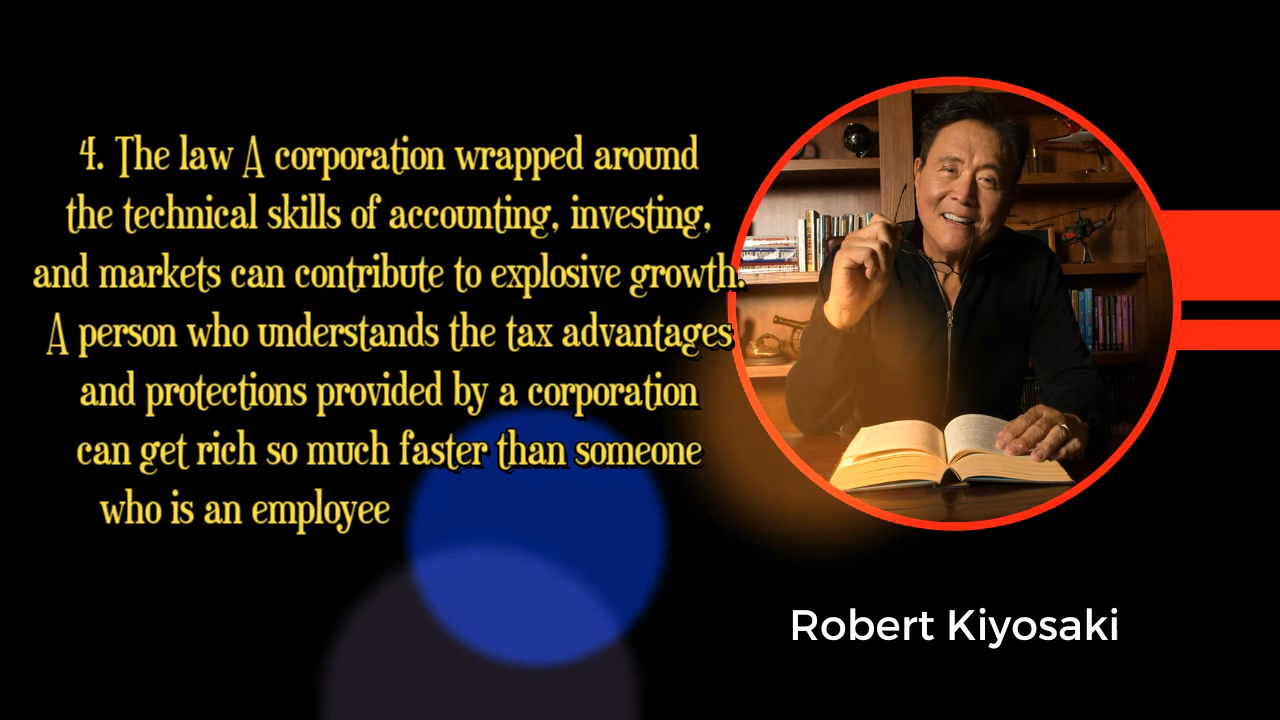 4. The law A corporation wrapped around
the technical skills of accounting, investing,
and markets can contribute to explosive growth.
A person who understands the tax advantages
and protections provided by a corporation
can get rich so much faster than someone
who is an employee
Robert Kiyosaki